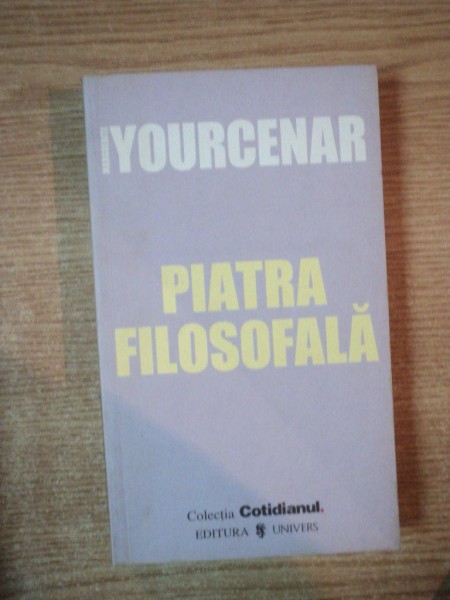 YOURCENAR
PIATRA
FILOSOFALĂ
Colecția Cotidianul.
EDITURA UNIVERS